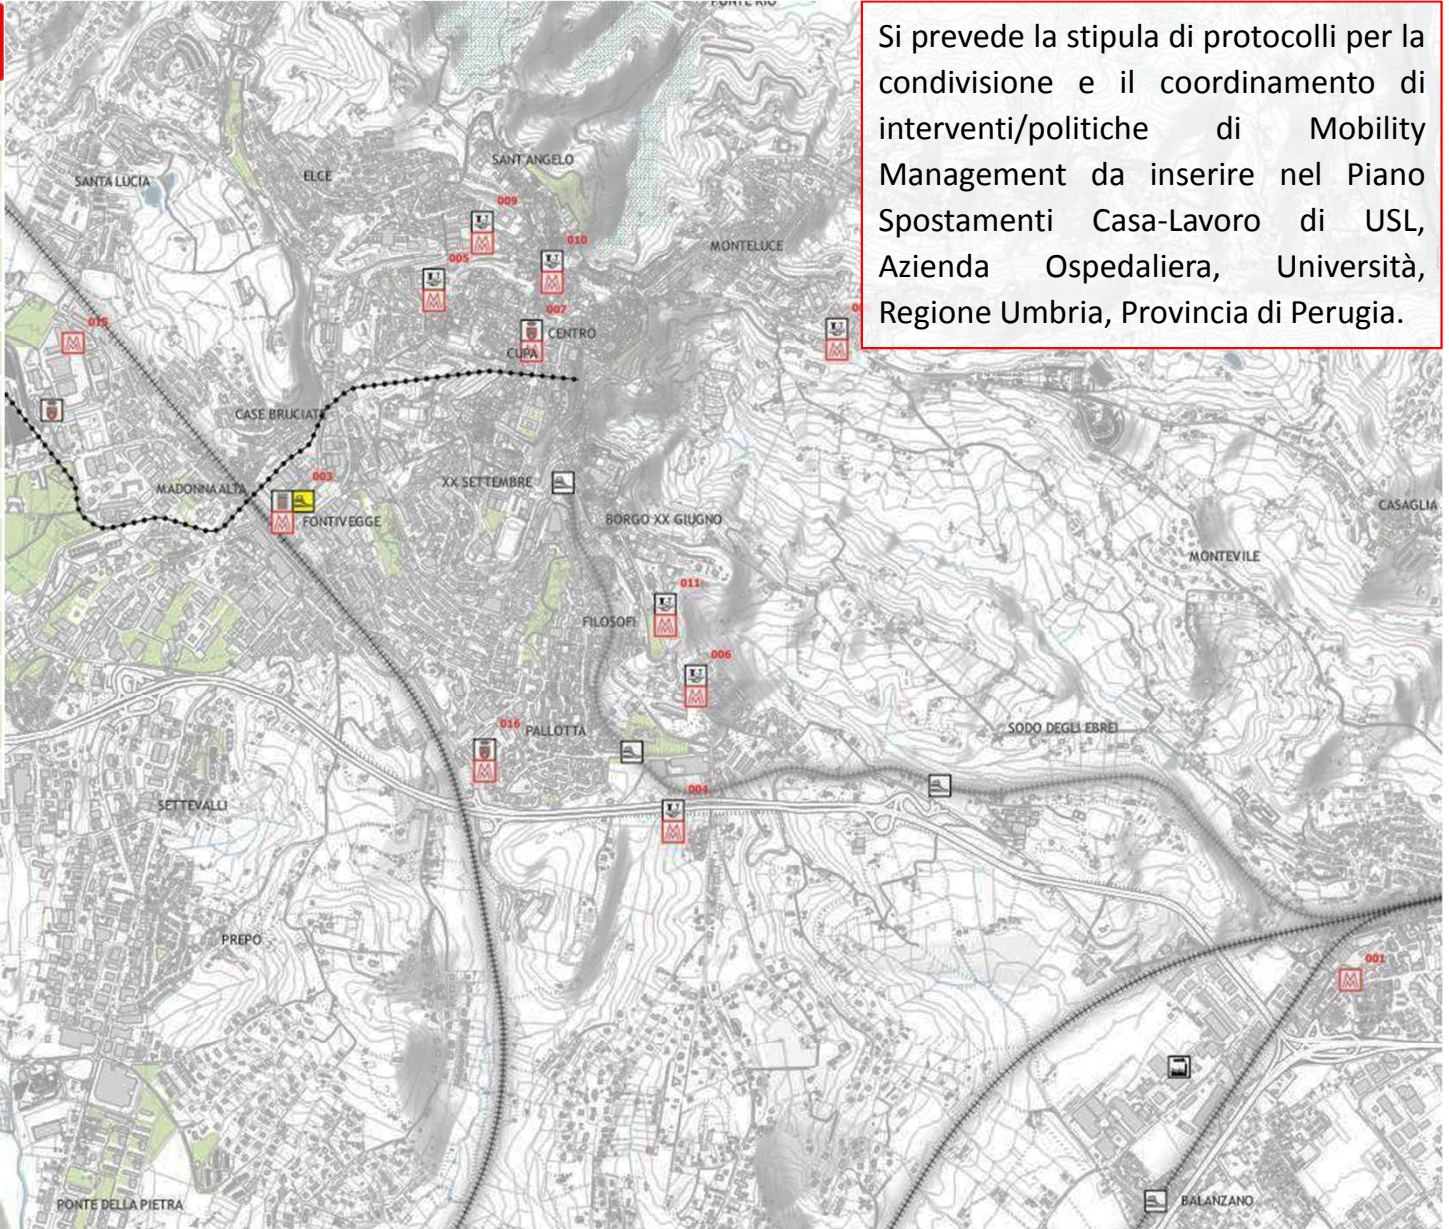 PONTE RIO
Si prevede la stipula di protocolli per la
condivisione e il coordinamento di
interventi/politiche di Mobility
Management da inserire nel Piano
Spostamenti Casa-Lavoro di USL,
Azienda Ospedaliera, Università,
Regione Umbria, Provincia di Perugia.
SANT'ANGELO
ELCE
SANTA LUCIA
009
010
MONTELUCE
005
007
015
CENTRO
CUPA
CASE BRUCIATE
003
XX SETTEMBRE
MADONNA ALTA
CASAGLIA
FONTIVEGGE
BORGO XX GIUGNO
MONTEVILE
011
FILOSOFI
006
016
PALLOTTA
SODO DEGLI EBREI
004
SETTEVALLI
PREPO
001
PONTE DELLA PIETRA
BALANZANO